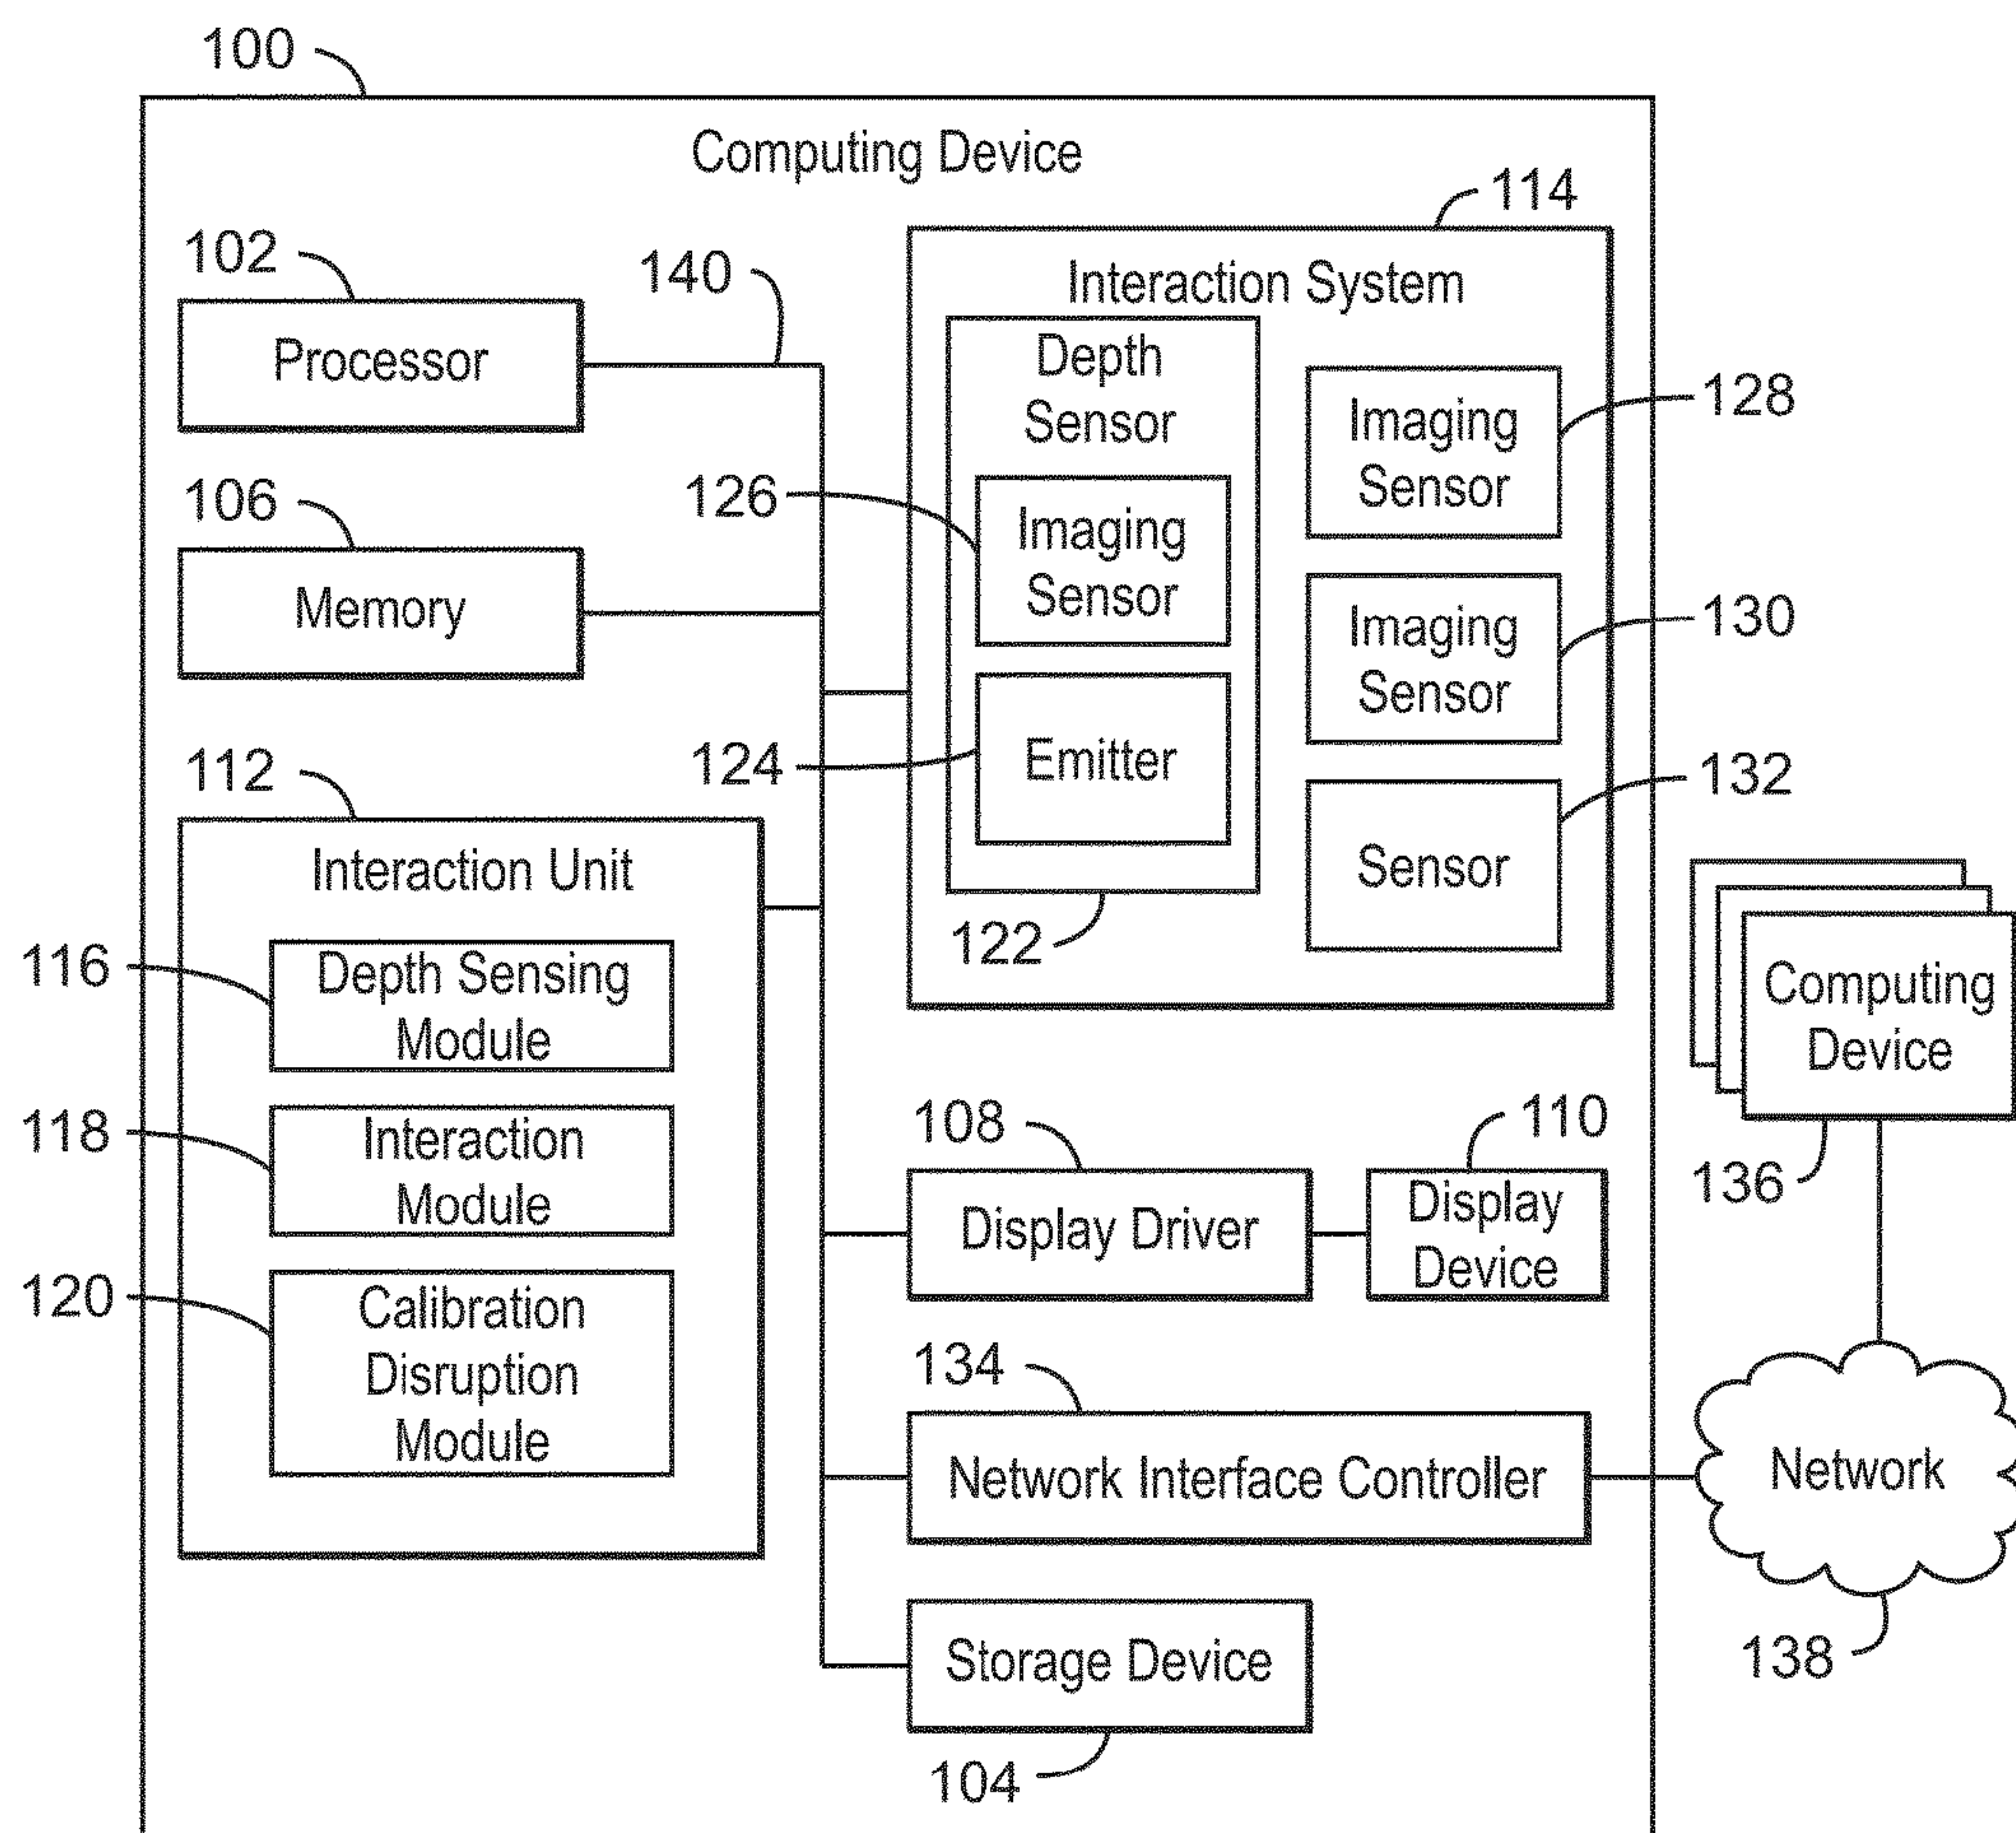 100
Computing Device
114
102
140
Interaction System
Processor
Depth
Sensor
Imaging
Sensor
128
106
126
Imaging
Sensor
Memory
Imaging
Sensor
130
124
Emitter
132
112
Sensor
Interaction Unit
122
116
Depth Sensing
Module
Computing
Device
118
Interaction
Module
108
110
136
Display Driver
Display
Device
120
Calibration
Disruption
Module
134
Network Interface Controller
Network
Storage Device
138
104